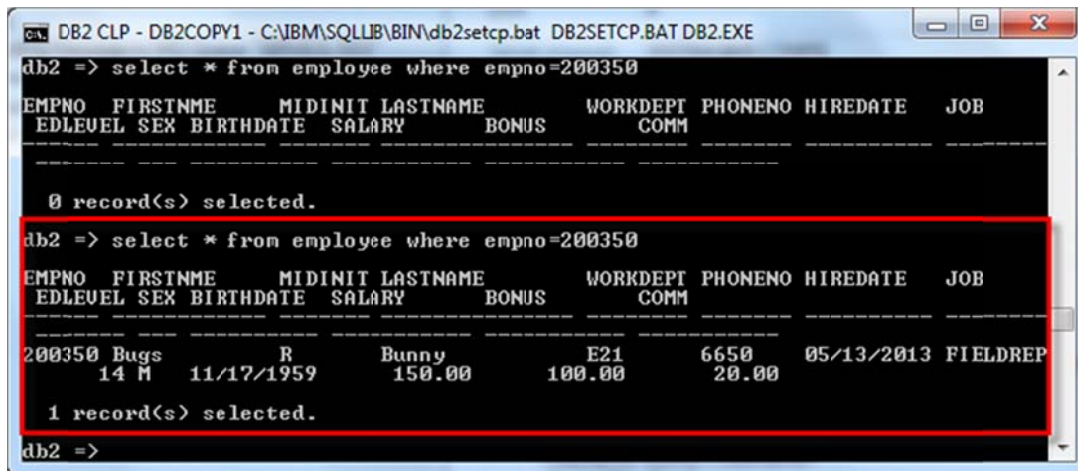 DB2 CLP - DB2COPY1 - C:\IBM\SQLLIB\BIN\db2setcp.bat DB2SETCP.BAT DB2.EXE
db2 => select * from employee where empno=200350
EMPNO FIRSTNME MIDINIT LASTNAME WORKDEPT PHONENO HIREDATE JOB
EDLEVEL SEX BIRTHDATE SALARY BONUS COMM
------ ------------ ------- --------------- -------- ------- ---------- --------
------- --- ---------- ----------- ----------- -----------
0 record(s) selected.
db2 => select * from employee where empno=200350
EMPNO FIRSTNME MIDINIT LASTNAME WORKDEPT PHONENO HIREDATE JOB
EDLEVEL SEX BIRTHDATE SALARY BONUS COMM
------ ------------ ------- --------------- -------- ------- ---------- --------
------- --- ---------- ----------- ----------- -----------
200350 Bugs R Bunny E21 6650 05/13/2013 FIELDREP
14 M 11/17/1959 150.00 100.00 20.00
1 record(s) selected.
db2 =>